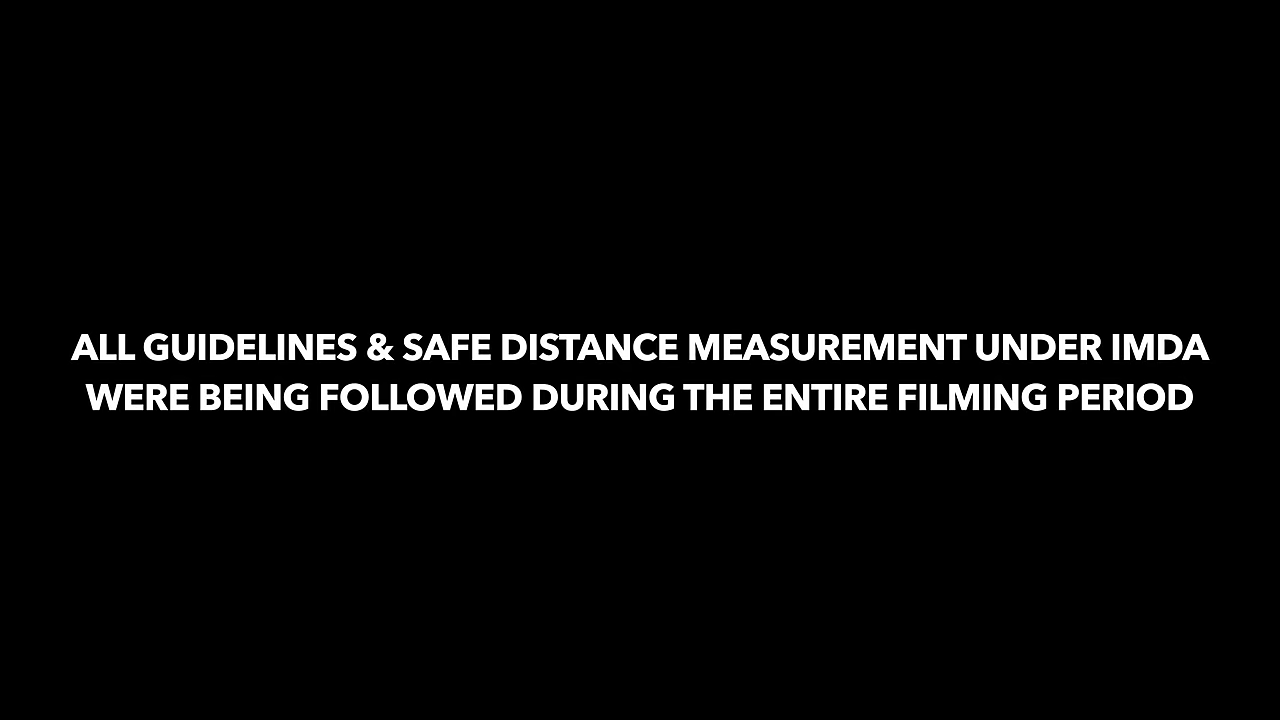 ALL GUIDELINES & SAFE DISTANCE MEASUREMENT UNDER IMDA
WERE BEING FOLLOWED DURING THE ENTIRE FILMING PERIOD